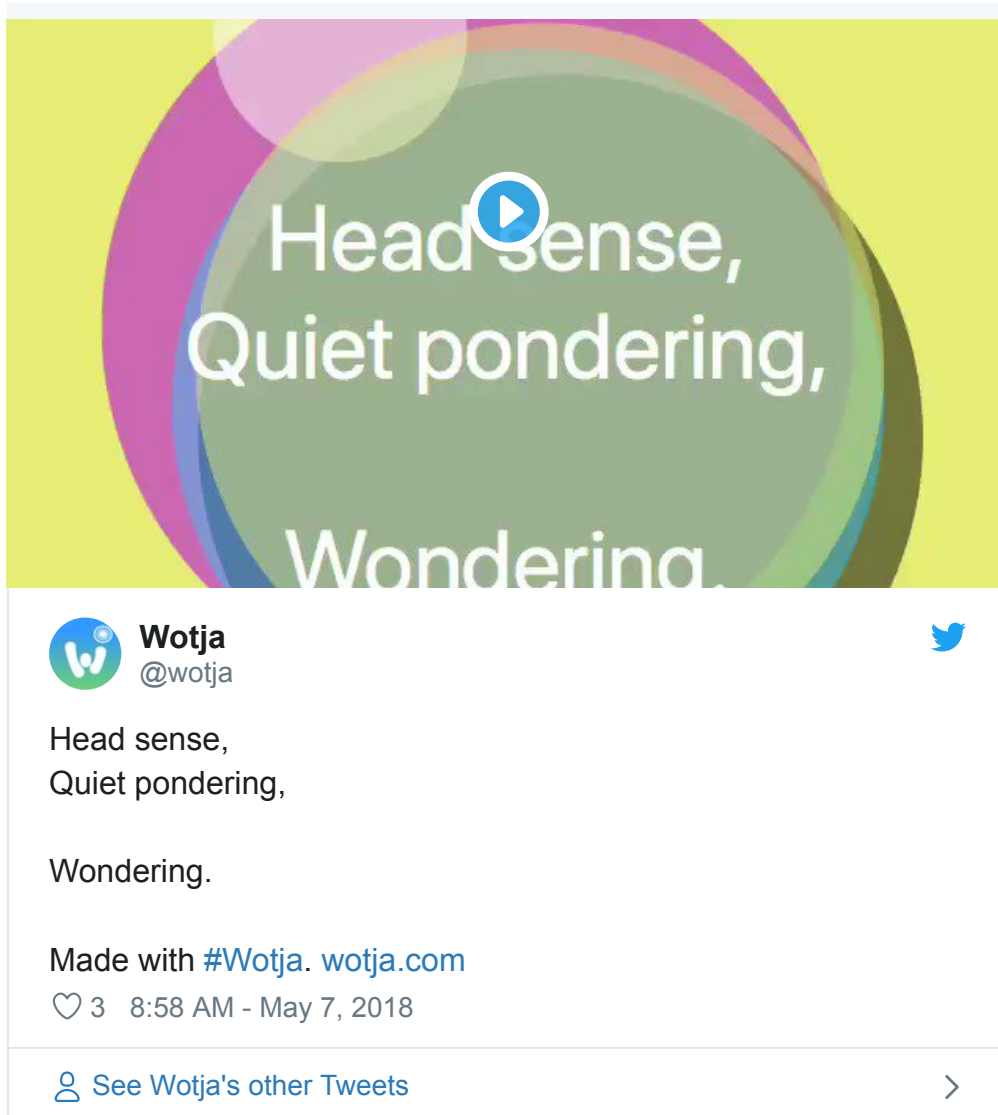 Head sense,
Quiet pondering,
Wondering.
Wotja
@wotja
Head sense,
Quiet pondering,
Wondering.
Made with #Wotja. wotja.com
3 8:58 AM - May 7, 2018
See Wotja's other Tweets